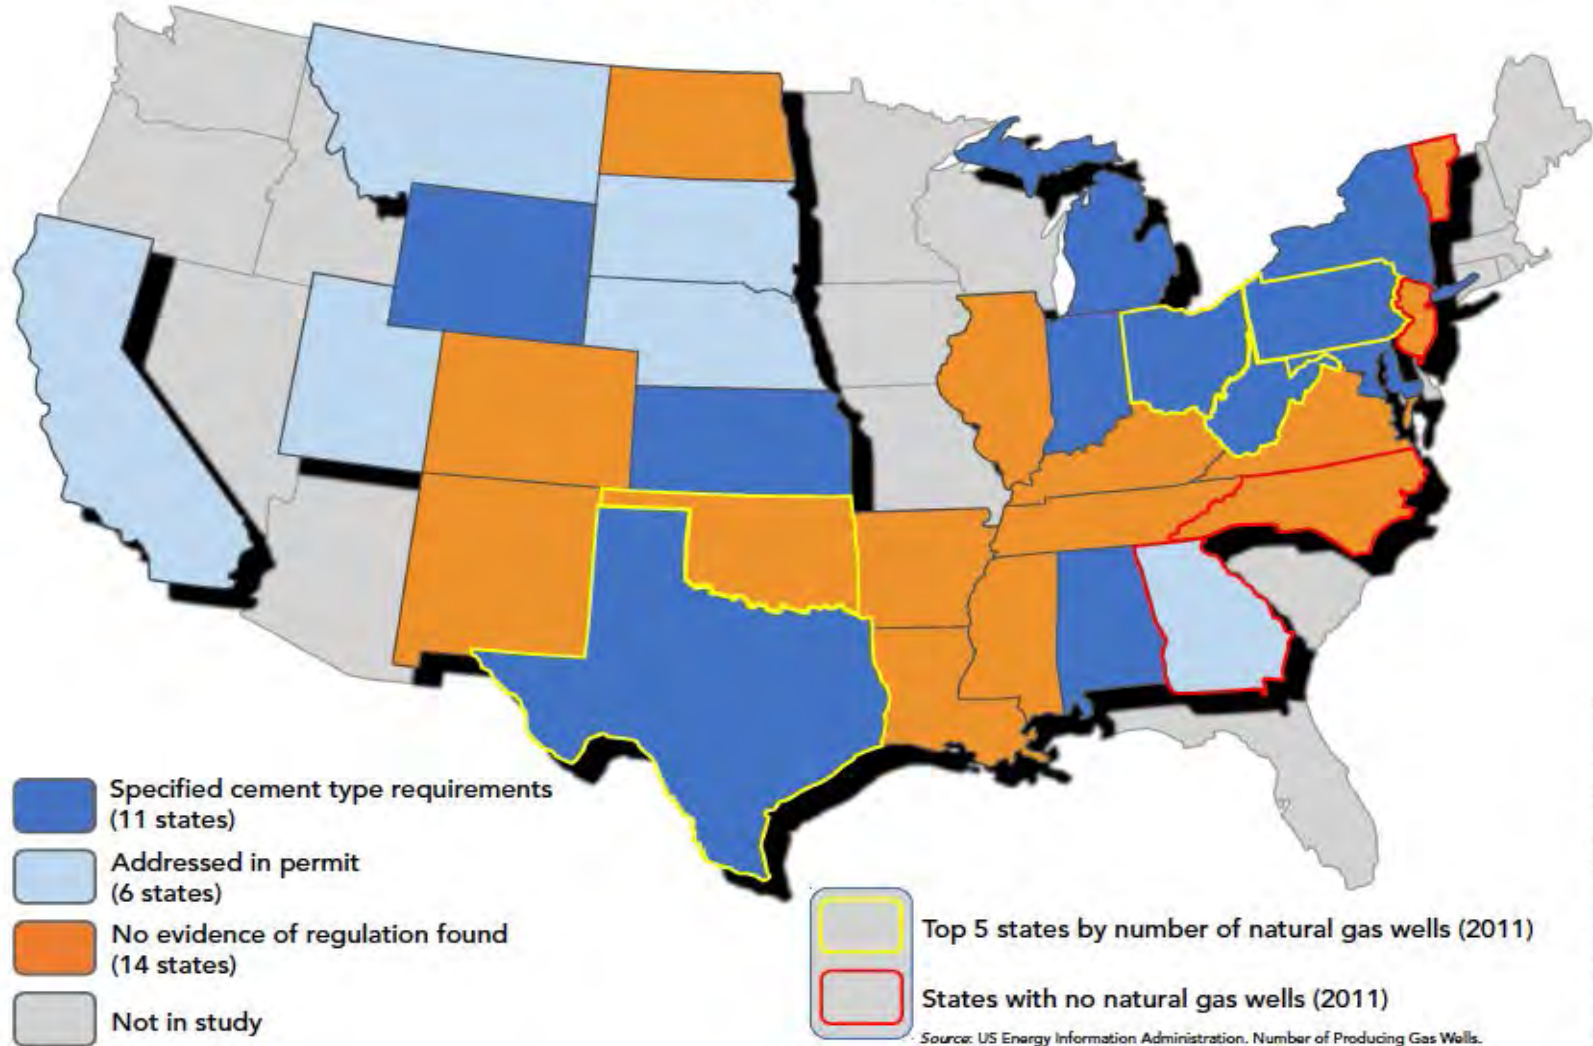 Specified cement type requirements
(11 states)
Addressed in permit
(6 states)
No evidence of regulation found
(14 states)
Not in study
Top 5 states by number of natural gas wells (2011)
States with no natural gas wells (2011)
Source: US Energy Information Administration. Number of Producing Gas Wells.